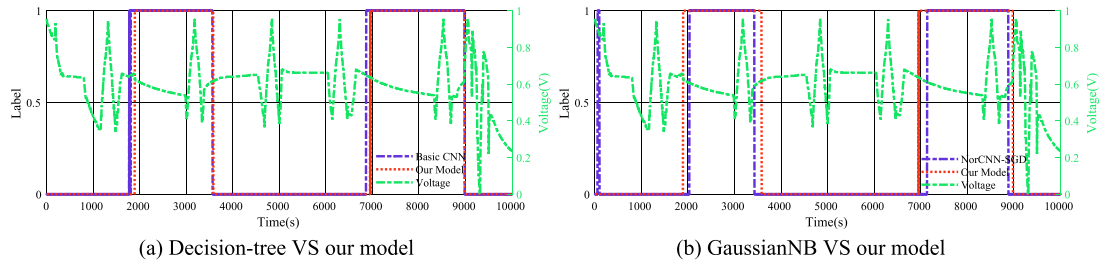 1
0.5
0
Label
1
0.8
0.6
0.4
0.2
0
Voltage(V)
Basic CNN
Our Model
Voltage
0 1000 2000 3000 4000 5000 6000 7000 8000 9000 10000
Time(s)
(a) Decision-tree VS our model
1
0.5
0
Label
1
0.8
0.6
0.4
0.2
0
Voltage(V)
NorCNN-SGD
Our Model
Voltage
0 1000 2000 3000 4000 5000 6000 7000 8000 9000 10000
Time(s)
(b) GaussianNB VS our model